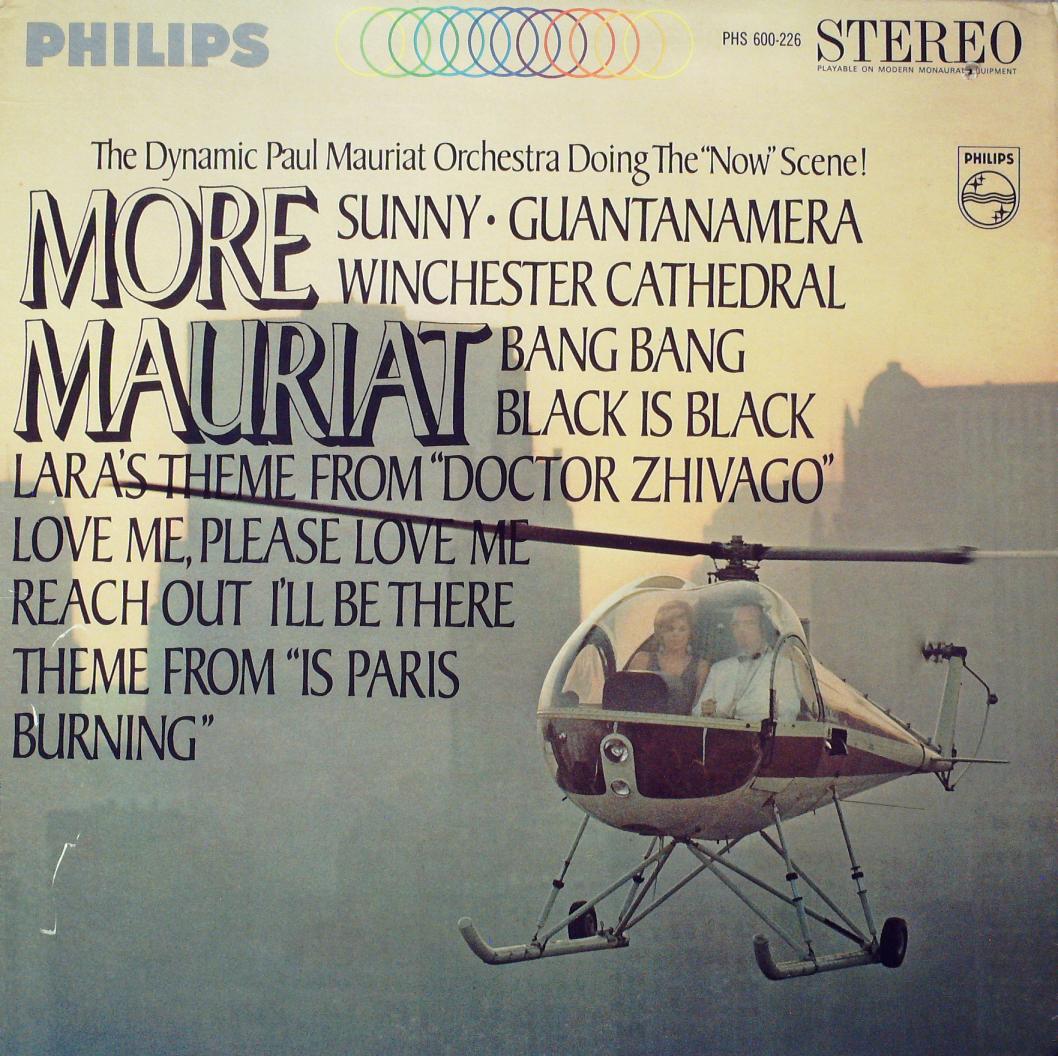 PHILIPS
PHS 600-226
STEREO
PLAYABLE ON MODERN MONAURAL EQUIPMENT
The Dynamic Paul Mauriat Orchestra Doing The "Now" Scene!
PHILIPS
MORE
MAURIAT
SUNNY • GUANTANAMERA
WINCHESTER CATHEDRAL
BANG BANG
BLACK IS BLACK
LARA'S THEME FROM "DOCTOR ZHIVAGO"
LOVE ME, PLEASE LOVE ME
REACH OUT I'LL BE THERE
THEME FROM "IS PARIS
BURNING"